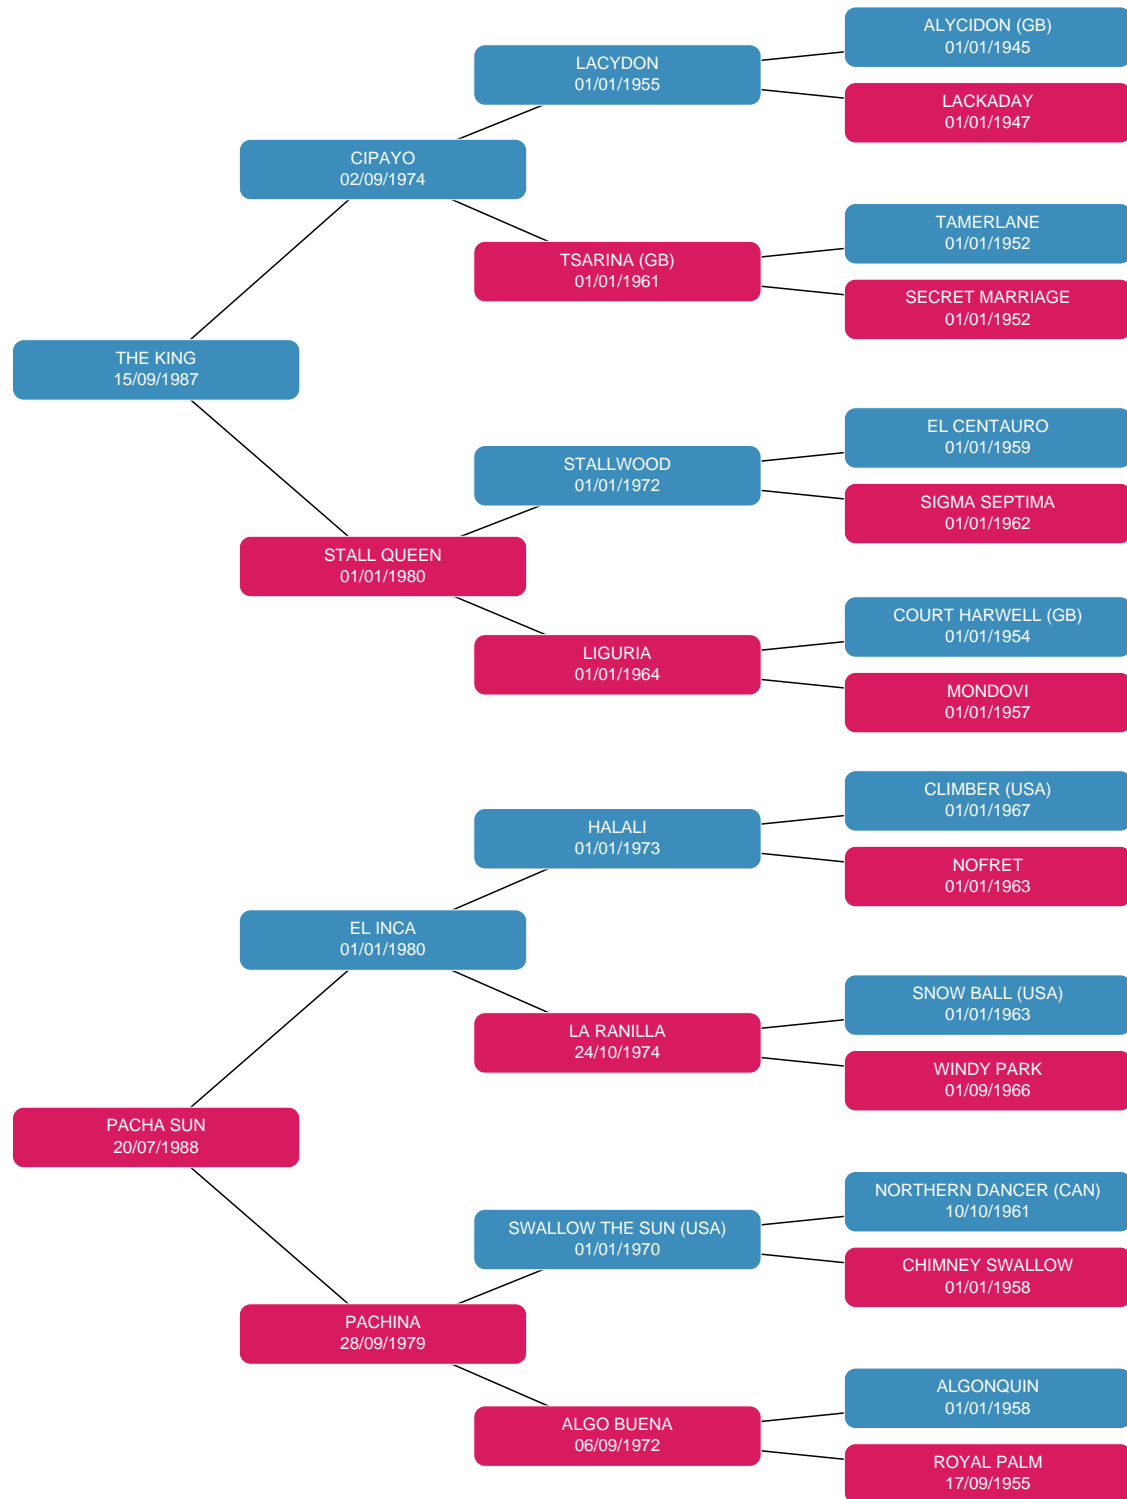 ALYCIDON (GB)
01/01/1945
LACYDON
01/01/1955
LACKADAY
01/01/1947
CIPAYO
02/09/1974
TAMERLANE
01/01/1952
TSARINA (GB)
01/01/1961
SECRET MARRIAGE
01/01/1952
THE KING
15/09/1987
EL CENTAURO
01/01/1959
STALLWOOD
01/01/1972
SIGMA SEPTIMA
01/01/1962
STALL QUEEN
01/01/1980
COURT HARWELL (GB)
01/01/1954
LIGURIA
01/01/1964
MONDOVI
01/01/1957
CLIMBER (USA)
01/01/1967
HALALI
01/01/1973
NOFRET
01/01/1963
EL INCA
01/01/1980
SNOW BALL (USA)
01/01/1963
LA RANILLA
24/10/1974
WINDY PARK
01/09/1966
PACHA SUN
20/07/1988
NORTHERN DANCER (CAN)
10/10/1961
SWALLOW THE SUN (USA)
01/01/1970
CHIMNEY SWALLOW
01/01/1958
PACHINA
28/09/1979
ALGONQUIN
01/01/1958
ALGO BUENA
06/09/1972
ROYAL PALM
17/09/1955